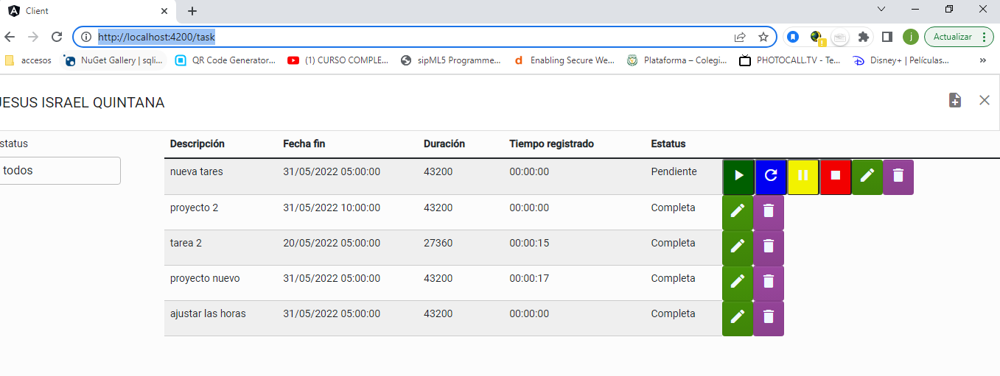 Client
http://localhost:4200/task
j
Actualizar
accesos
NuGet Gallery | sqli...
QR Code Generator...
(1) CURSO COMPLE...
sipML5 Programme...
Enabling Secure We...
Plataforma – Colegi...
PHOTOCALL.TV - Te...
Disney+ | Películas...
»
JESUS ISRAEL QUINTANA
status
todos
Descripción Fecha fin Duración Tiempo registrado Estatus
nueva tares 31/05/2022 05:00:00 43200 00:00:00 Pendiente
proyecto 2 31/05/2022 10:00:00 43200 00:00:00 Completa
tarea 2 20/05/2022 05:00:00 27360 00:00:15 Completa
proyecto nuevo 31/05/2022 05:00:00 43200 00:00:17 Completa
ajustar las horas 31/05/2022 05:00:00 43200 00:00:00 Completa